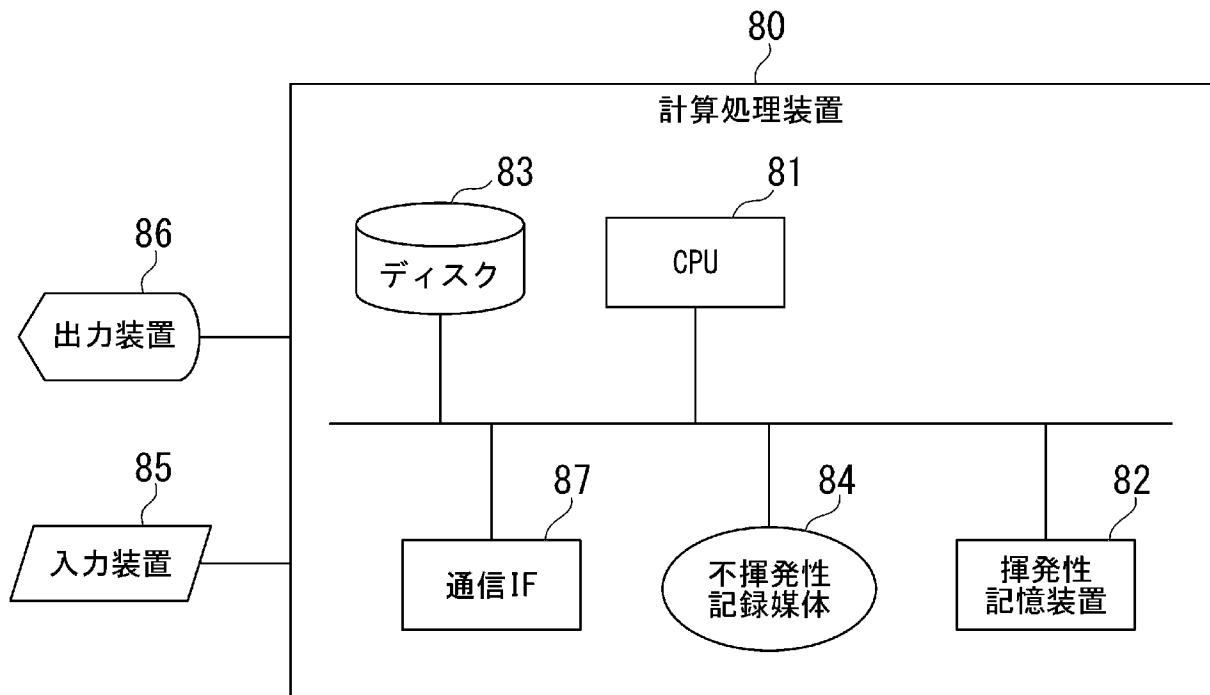 80
計算処理装置
83
81
ディスク
CPU
86
出力装置
85
入力装置
87
84
82
通信IF
不揮発性
記録媒体
揮発性
記憶装置